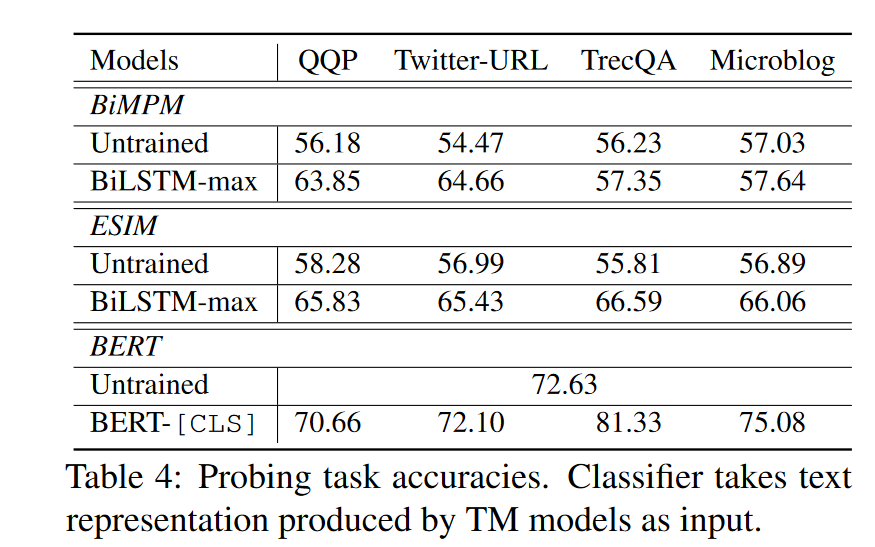 Models QQP Twitter-URL TrecQA Microblog
BiMPM
Untrained 56.18 54.47 56.23 57.03
BiLSTM-max 63.85 64.66 57.35 57.64
ESIM
Untrained 58.28 56.99 55.81 56.89
BiLSTM-max 65.83 65.43 66.59 66.06
BERT
Untrained 72.63
BERT-[CLS] 70.66 72.10 81.33 75.08
Table 4: Probing task accuracies. Classifier takes text
representation produced by TM models as input.